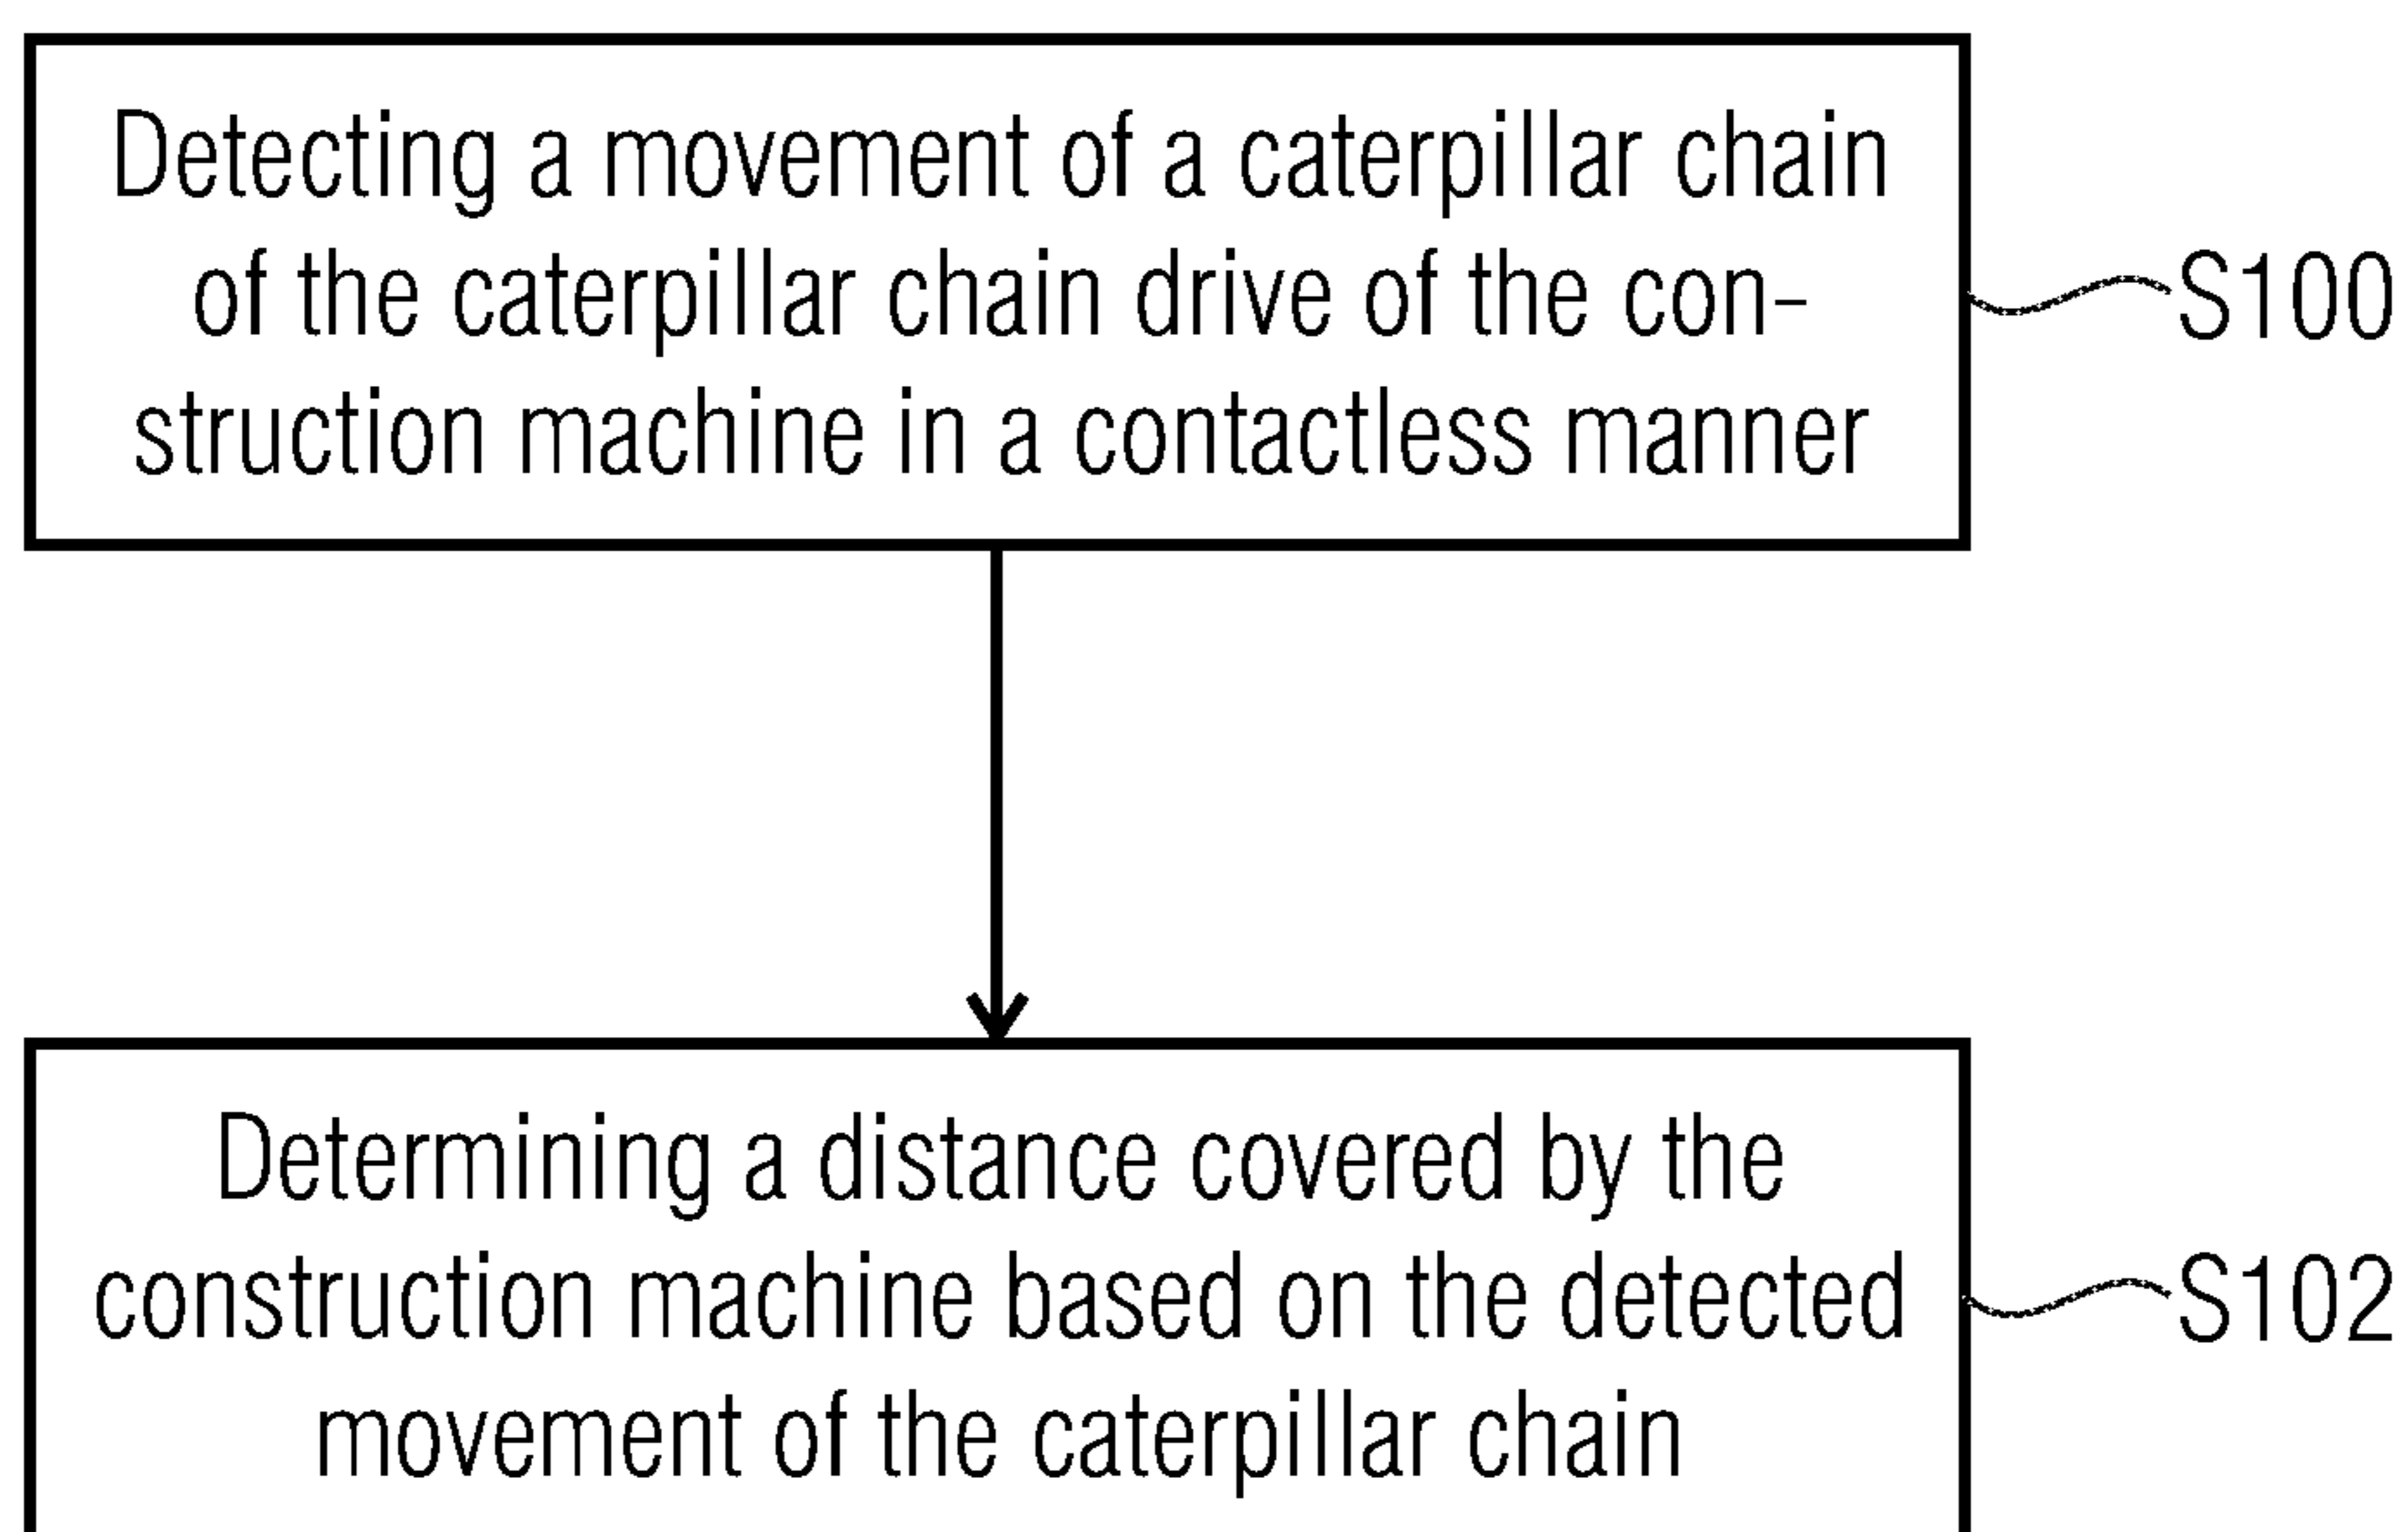 Detecting a movement of a caterpillar chain
of the caterpillar chain drive of the con-
struction machine in a contactless manner
S100
Determining a distance covered by the
construction machine based on the detected
movement of the caterpillar chain
S102